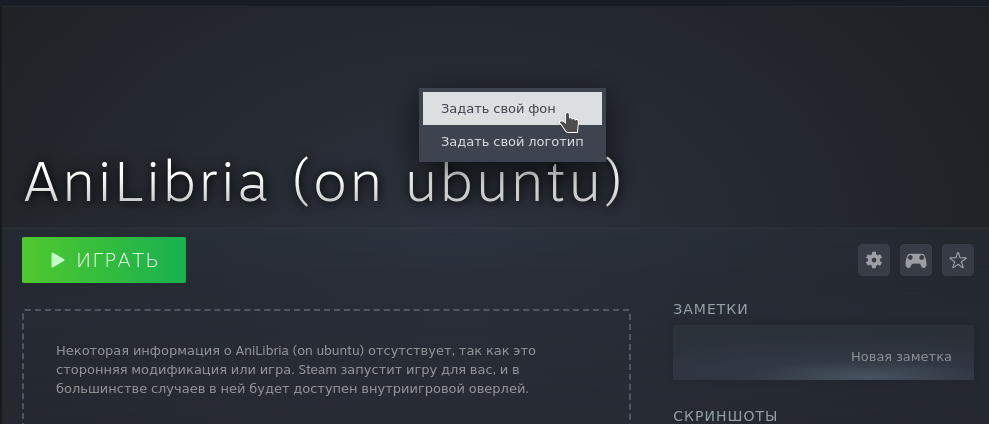 Задать свой фон
Задать свой логотип
AniLibria (on ubuntu)
ИГРАТЬ
ЗАМЕТКИ
Новая заметка
Некоторая информация о AniLibria (on ubuntu) отсутствует, так как это
сторонняя модификация или игра. Steam запустит игру для вас, и в
большинстве случаев в ней будет доступен внутриигровой оверлей.
СКРИНШОТЫ